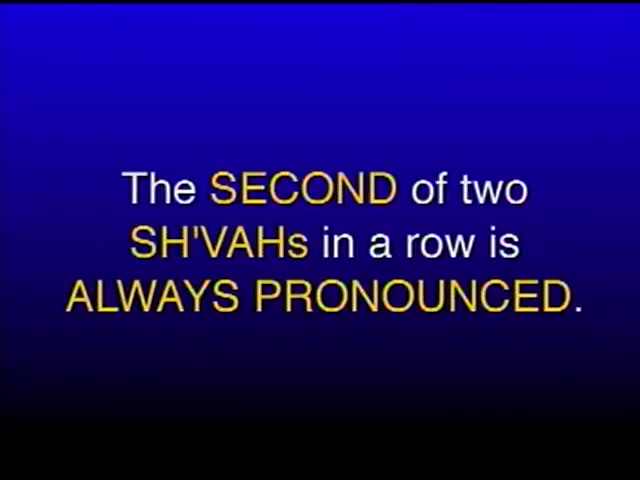 The SECOND of two
SH'VAHs in a row is
ALWAYS PRONOUNCED.